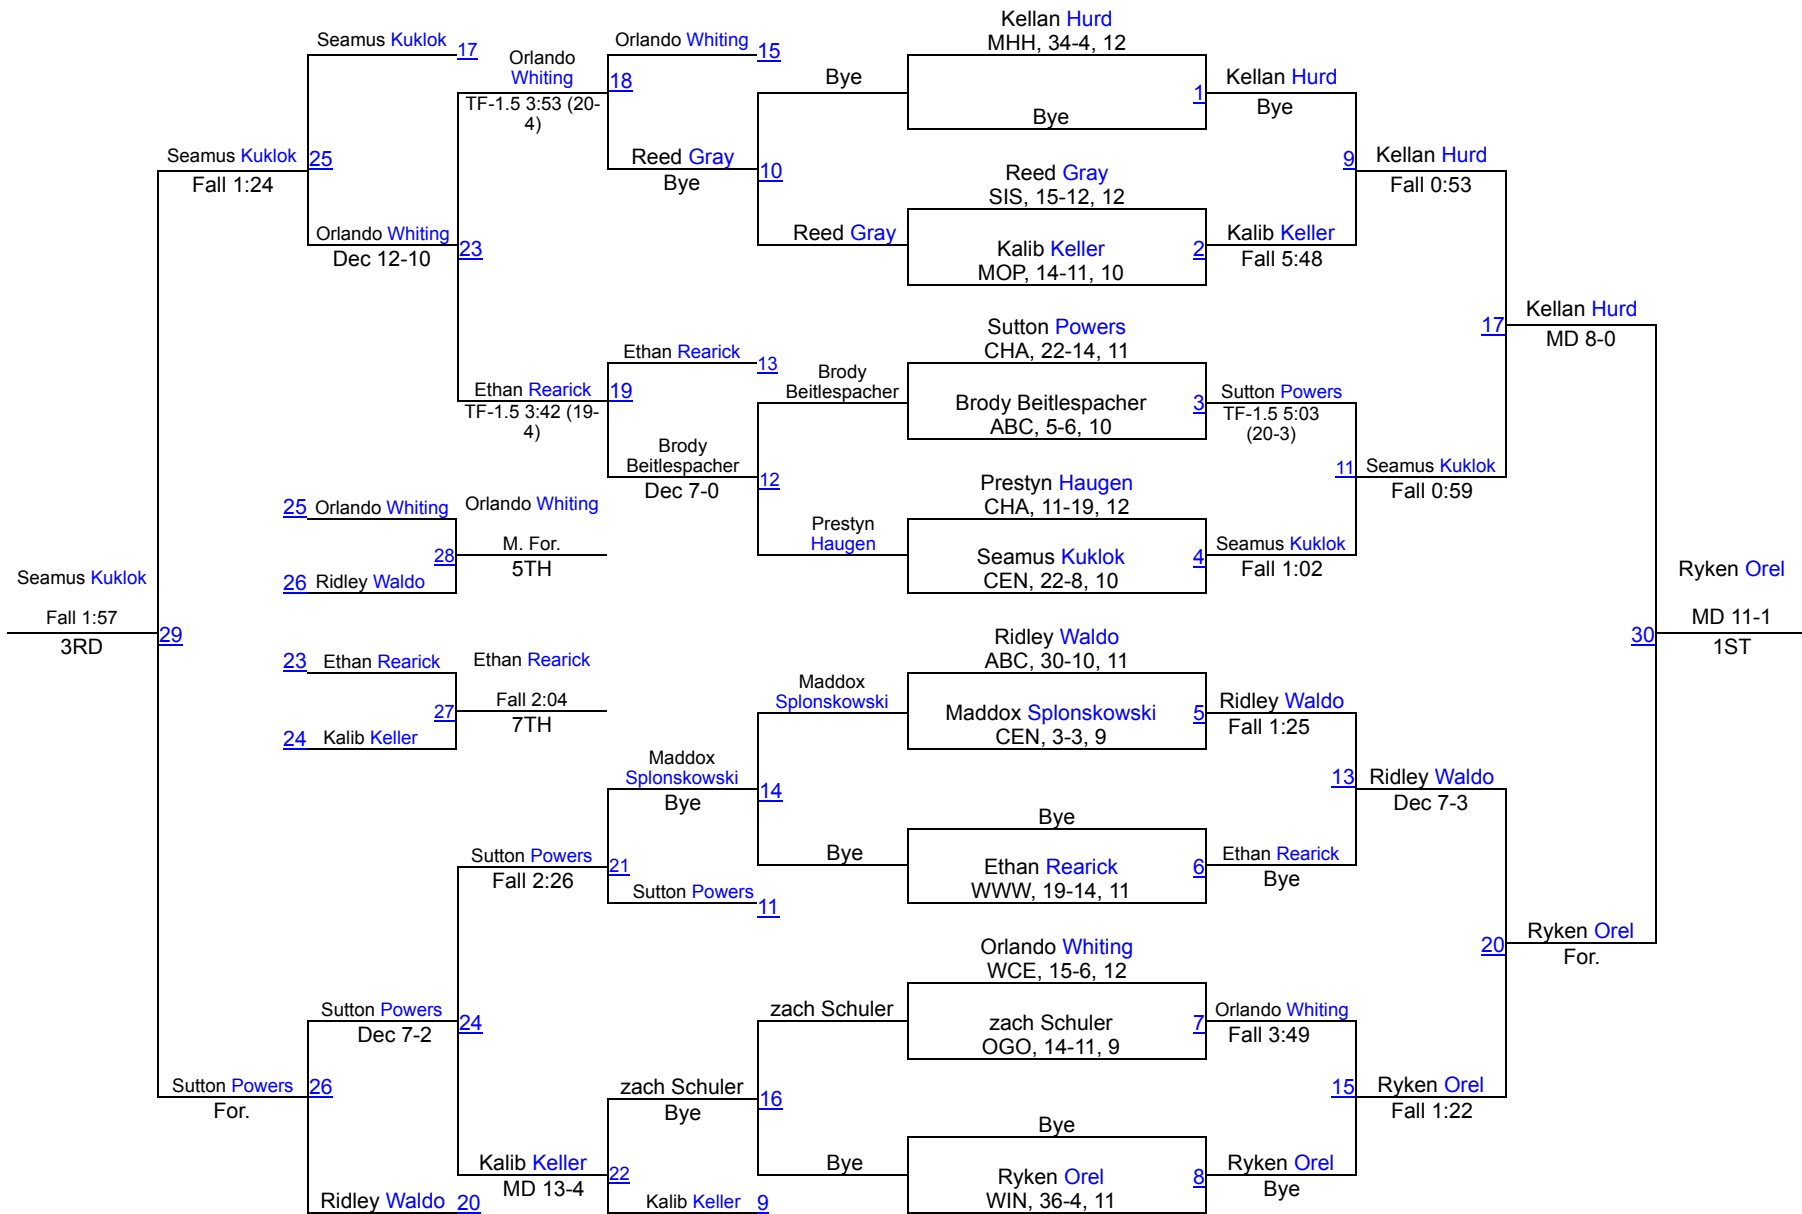 Kellan Hurd
MHH, 34-4, 12
Seamus Kuklok 17
Orlando Whiting 15
Orlando
Whiting
18
TF-1.5 3:53 (20-
4)
Bye
Bye
1
Kellan Hurd
Bye
Seamus Kuklok
25
Fall 1:24
Reed Gray
10
Bye
Reed Gray
SIS, 15-12, 12
9
Kellan Hurd
Fall 0:53
Orlando Whiting
23
Dec 12-10
Reed Gray
Kalib Keller
MOP, 14-11, 10
2
Kalib Keller
Fall 5:48
17
Kellan Hurd
MD 8-0
Sutton Powers
CHA, 22-14, 11
Ethan Rearick 13
Ethan Rearick
19
TF-1.5 3:42 (19-
4)
Brody
Beitlespacher
Brody Beitlespacher
ABC, 5-6, 10
3
Sutton Powers
TF-1.5 5:03
(20-3)
Brody
Beitlespacher
12
Dec 7-0
Prestyn Haugen
CHA, 11-19, 12
11
Seamus Kuklok
Fall 0:59
25 Orlando Whiting
Orlando Whiting
28
M. For.
5TH
26 Ridley Waldo
Prestyn
Haugen
Seamus Kuklok
CEN, 22-8, 10
4
Seamus Kuklok
Fall 1:02
Seamus Kuklok
Fall 1:57
29
3RD
Ryken Orel
30
MD 11-1
1ST
Ridley Waldo
ABC, 30-10, 11
23 Ethan Rearick
Ethan Rearick
27
Fall 2:04
7TH
24 Kalib Keller
Maddox
Splonskowski
Maddox Splonskowski
CEN, 3-3, 9
5
Ridley Waldo
Fall 1:25
Maddox
Splonskowski
14
Bye
13
Ridley Waldo
Dec 7-3
Bye
Sutton Powers
21
Fall 2:26
Bye
Ethan Rearick
WWW, 19-14, 11
6
Ethan Rearick
Bye
Sutton Powers 11
20
Ryken Orel
For.
Orlando Whiting
WCE, 15-6, 12
Sutton Powers
24
Dec 7-2
zach Schuler
zach Schuler
OGO, 14-11, 9
7
Orlando Whiting
Fall 3:49
Sutton Powers
26
For.
zach Schuler
16
Bye
15
Ryken Orel
Fall 1:22
Bye
Kalib Keller
22
MD 13-4
Bye
Ryken Orel
WIN, 36-4, 11
8
Ryken Orel
Bye
Ridley Waldo 20
Kalib Keller 9